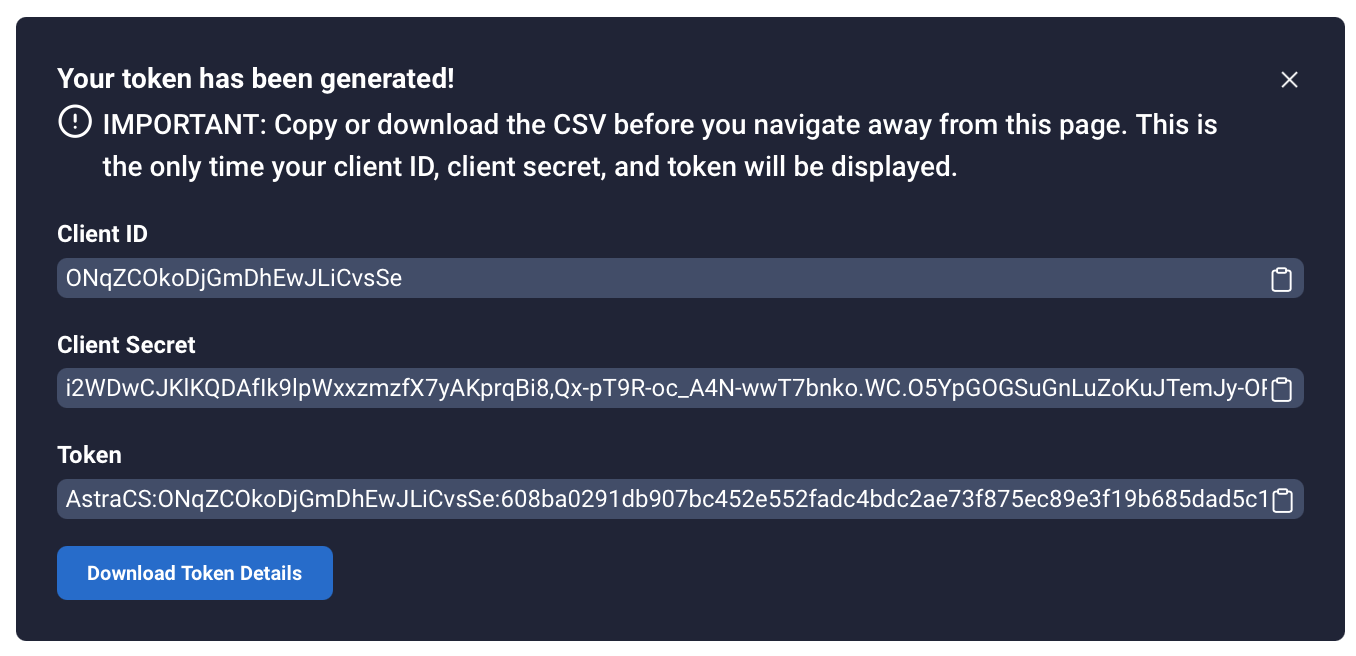 Your token has been generated!
IMPORTANT: Copy or download the CSV before you navigate away from this page. This is
the only time your client ID, client secret, and token will be displayed.
Client ID
ONqZCOkoDjGmDhEwJLiCvsSe
Client Secret
i2WDwCJKlKQDAfIk9lpWxxzmzfX7yAKprqBi8,Qx-pT9R-oc_A4N-wwT7bnko.WC.O5YpGOGSuGnLuZoKuJTemJy-O
Token
AstraCS:ONqZCOkoDjGmDhEwJLiCvsSe:608ba0291db907bc452e552fadc4bdc2ae73f875ec89e3f19b685dad5c1
Download Token Details